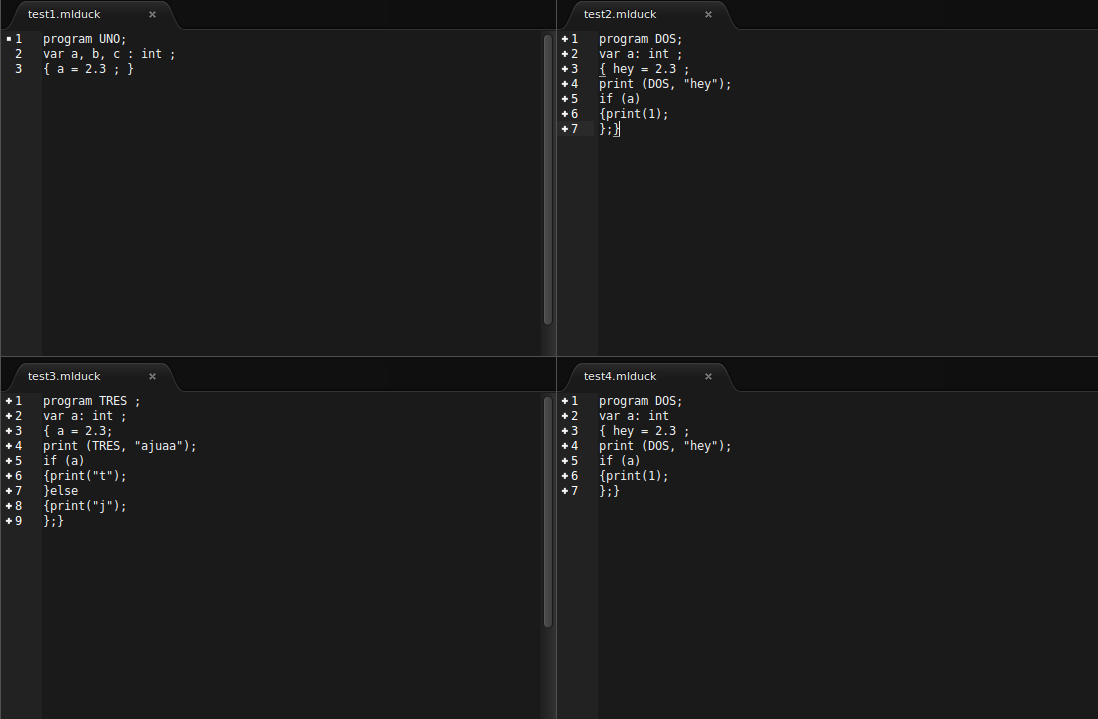 test1.mlduck ×
1 program UNO;
2 var a, b, c : int ;
3 { a = 2.3 ; }
test2.mlduck ×
1 program DOS;
2 var a: int ;
3 { hey = 2.3 ;
4 print (DOS, "hey");
5 if (a)
6 {print(1);
7 };}
test3.mlduck ×
1 program TRES ;
2 var a: int ;
3 { a = 2.3;
4 print (TRES, "ajuaa");
5 if (a)
6 {print("t");
7 }else
8 {print("j");
9 };}
test4.mlduck ×
1 program DOS;
2 var a: int
3 { hey = 2.3 ;
4 print (DOS, "hey");
5 if (a)
6 {print(1);
7 };}